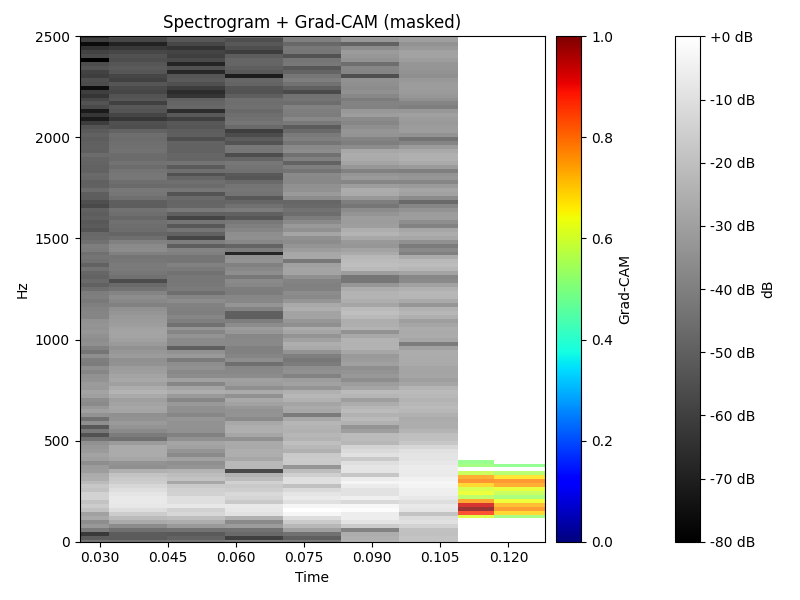 Spectrogram + Grad-CAM (masked)
2500
2000
1500
1000
500
0
Hz
0.030
0.045
0.060
0.075
0.090
0.105
0.120
Time
1.0
0.8
0.6
0.4
0.2
0.0
Grad-CAM
+0 dB
-10 dB
-20 dB
-30 dB
-40 dB
-50 dB
-60 dB
-70 dB
-80 dB
dB